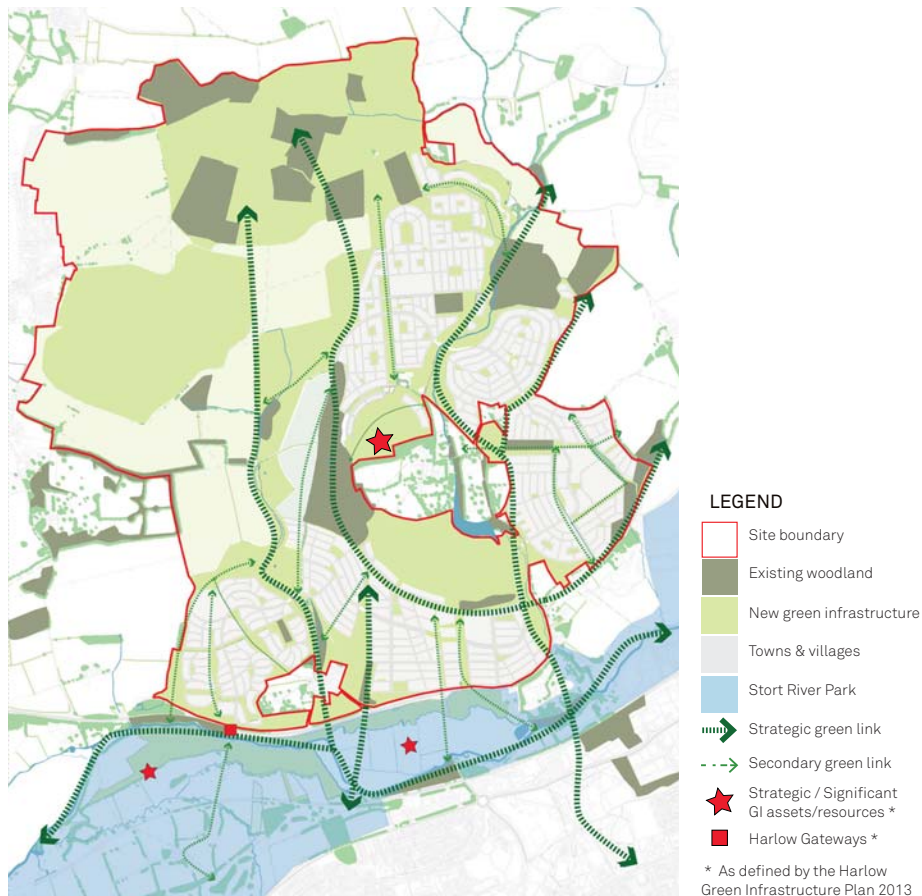 LEGEND
Site boundary
Existing woodland
New green infrastructure
Towns & villages
Stort River Park
Strategic green link
Secondary green link
Strategic / Significant
GI assets/resources *
Harlow Gateways *
* As defined by the Harlow
Green Infrastructure Plan 2013